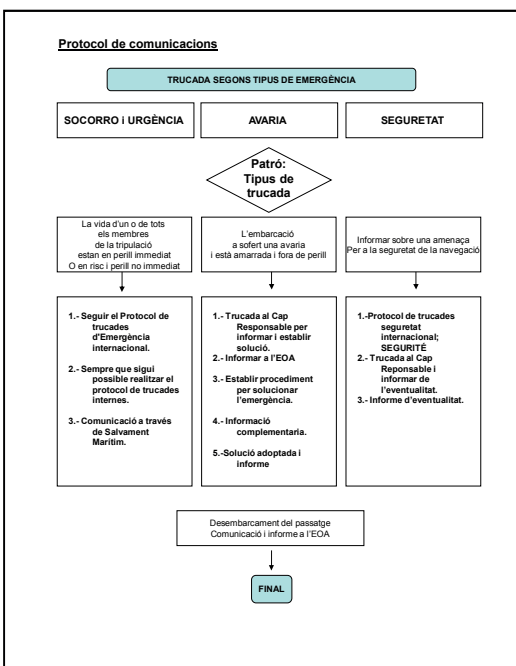 Protocol de comunicacions
TRUCADA SEGONS TIPUS DE EMERGÈNCIA
SOCORRO i URGÈNCIA
AVARIA
SEGURETAT
Patró:
Tipus de
trucada
La vida d'un o de tots
els membres
de la tripulació
estan en perill immediat
O en risc i perill no immediat
L'embarcació
a sofert una avaria
i està amarrada i fora de perill
Informar sobre una amenaça
Per a la seguretat de la navegació
1.- Seguir el Protocol de
trucades
d'Emergència
internacional.
2.- Sempre que sigui
possible realitzar el
protocol de trucades
internes.
3.- Comunicació a través
de Salvament
Marítim.
1.- Trucada al Cap
Responsable per
informar i establir
solució.
2.- Informar a l'EOA
3.- Establir procediment
per solucionar
l'emergència.
4.- Informació
complementaria.
5.-Solució adoptada i
informe
1.-Protocol de trucades
seguretat
internacional;
SEGURITÉ
2.- Trucada al Cap
Reponsable i
informar de
l'eventualitat.
3.- Informe d'eventualitat.
Desembarcament del passatge
Comunicació i informe a l'EOA
FINAL